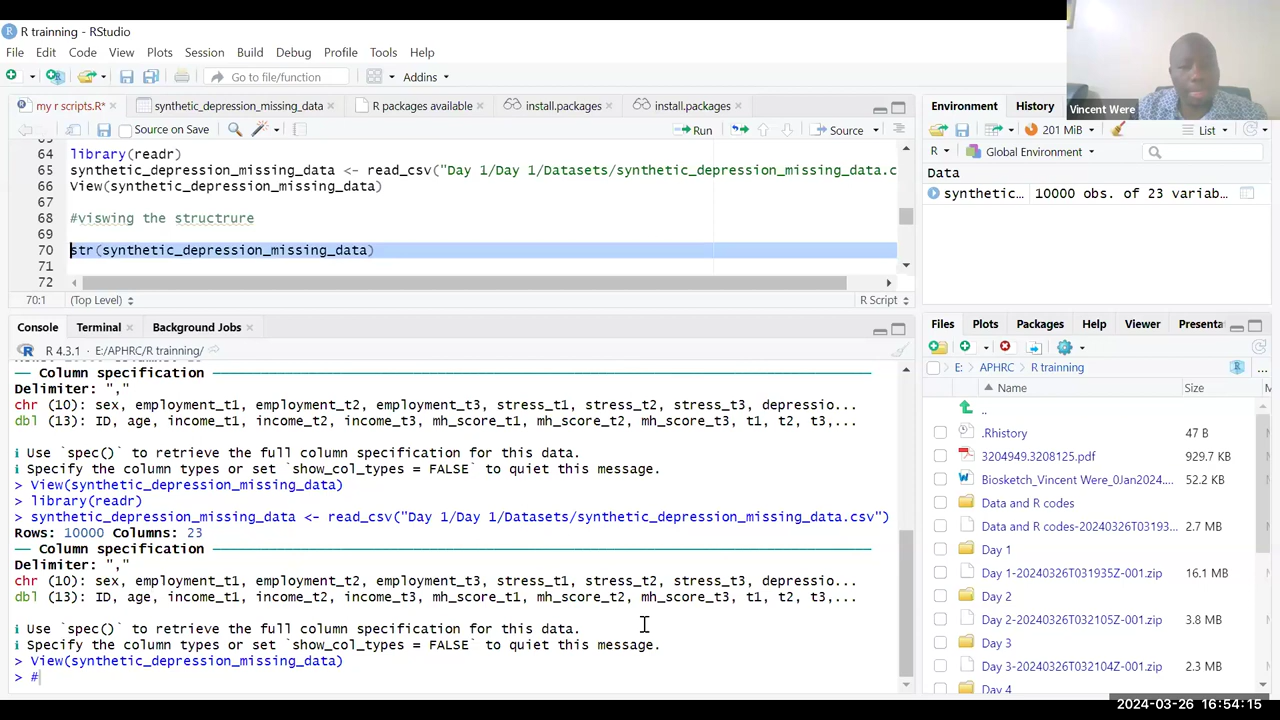 R trainning - RStudio
File Edit Code View Plots Session Build Debug Profile Tools Help
Go to file/function Addins
Vincent Were
my r scripts.R* synthetic_depression_missing_data R packages available install.packages install.packages
Source on Save Run Source
64 library(readr)
65 synthetic_depression_missing_data <- read_csv("Day 1/Day 1/Datasets/synthetic_depression_missing_data.c
66 View(synthetic_depression_missing_data)
67
68 #viswing the structrure
69
70 str(synthetic_depression_missing_data)
71
72
70:1 (Top Level) R Script
Console Terminal Background Jobs
R 4.3.1 · E:/APHRC/R trainning/
── Column specification
Delimiter: ","
chr (10): sex, employment_t1, employment_t2, employment_t3, stress_t1, stress_t2, stress_t3, depressio...
dbl (13): ID, age, income_t1, income_t2, income_t3, mh_score_t1, mh_score_t2, mh_score_t3, t1, t2, t3,...
ℹ Use `spec()` to retrieve the full column specification for this data.
ℹ Specify the column types or set `show_col_types = FALSE` to quiet this message.
> View(synthetic_depression_missing_data)
> library(readr)
> synthetic_depression_missing_data <- read_csv("Day 1/Day 1/Datasets/synthetic_depression_missing_data.csv")
Rows: 10000 Columns: 23
── Column specification
Delimiter: ","
chr (10): sex, employment_t1, employment_t2, employment_t3, stress_t1, stress_t2, stress_t3, depressio...
dbl (13): ID, age, income_t1, income_t2, income_t3, mh_score_t1, mh_score_t2, mh_score_t3, t1, t2, t3,...
ℹ Use `spec()` to retrieve the full column specification for this data.
ℹ Specify the column types or set `show_col_types = FALSE` to quiet this message.
> View(synthetic_depression_missing_data)
> #
Environment History
201 MiB List
R Global Environment
Data
synthetic... 10000 obs. of 23 variab...
Files Plots Packages Help Viewer Presenta
E: APHRC R trainning ...
Name Size
..
.Rhistory 47 B
3204949.3208125.pdf 929.7 KB
Biosketch_Vincent Were_0Jan2024.... 52.2 KB
Data and R codes
Data and R codes-20240326T03193... 2.7 MB
Day 1
Day 1-20240326T031935Z-001.zip 16.1 MB
Day 2
Day 2-20240326T032105Z-001.zip 3.8 MB
Day 3
Day 3-20240326T032104Z-001.zip 2.3 MB
Day 4
2024-03-26 16:54:15